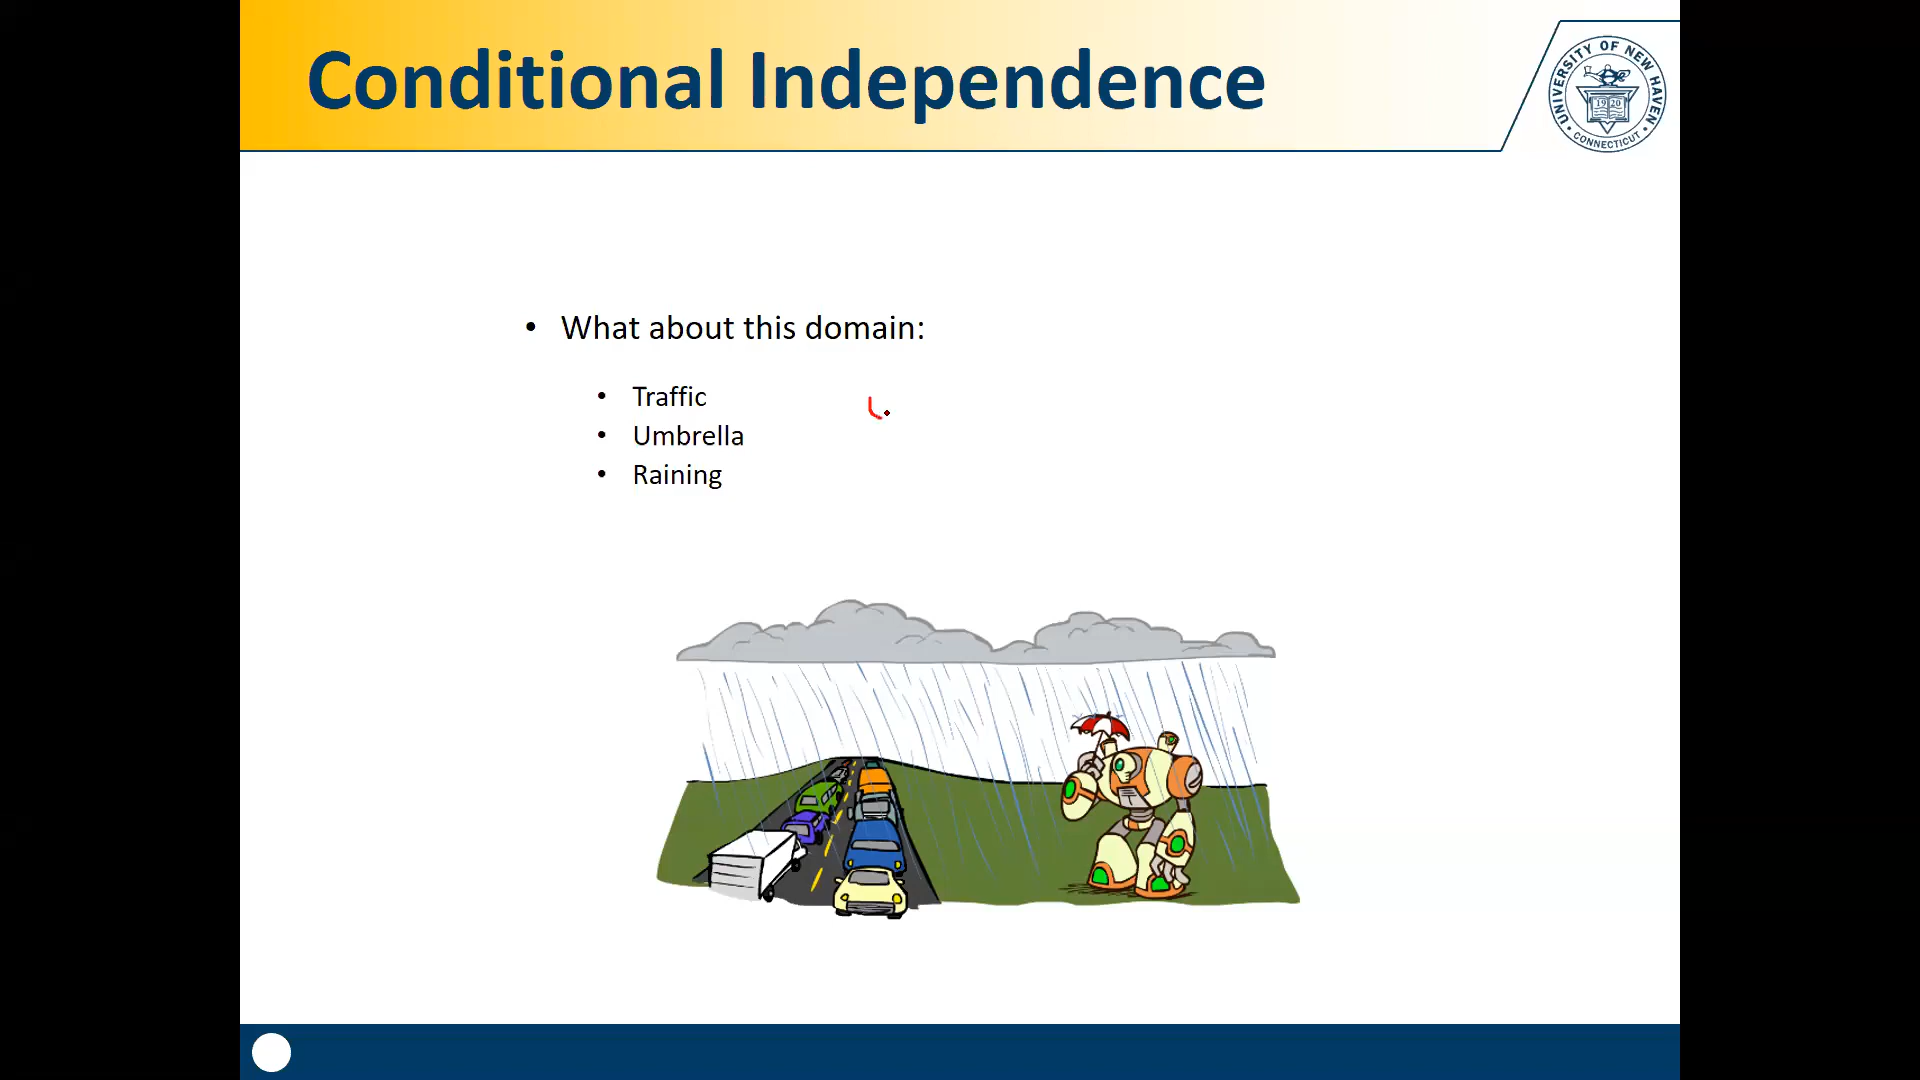 Conditional Independence
UNIVERSITY OF NEW HAVEN
1920
CONNECTICUT
• What about this domain:
• Traffic
• Umbrella
• Raining